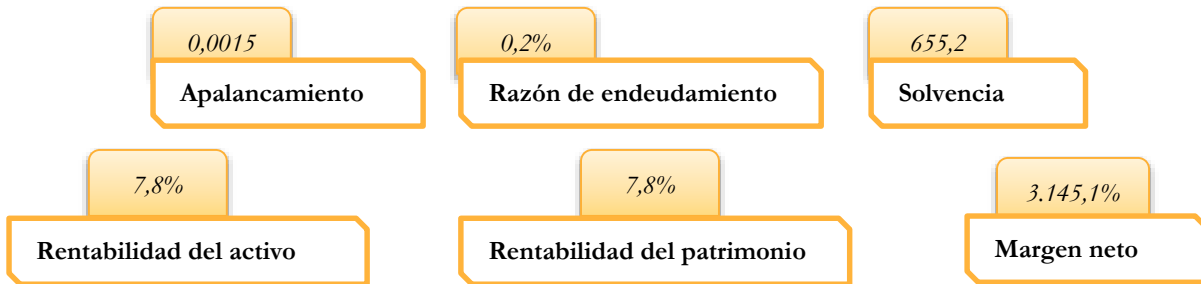 0,0015
Apalancamiento
0,2%
Razón de endeudamiento
655,2
Solvencia
7,8%
Rentabilidad del activo
7,8%
Rentabilidad del patrimonio
3.145,1%
Margen neto